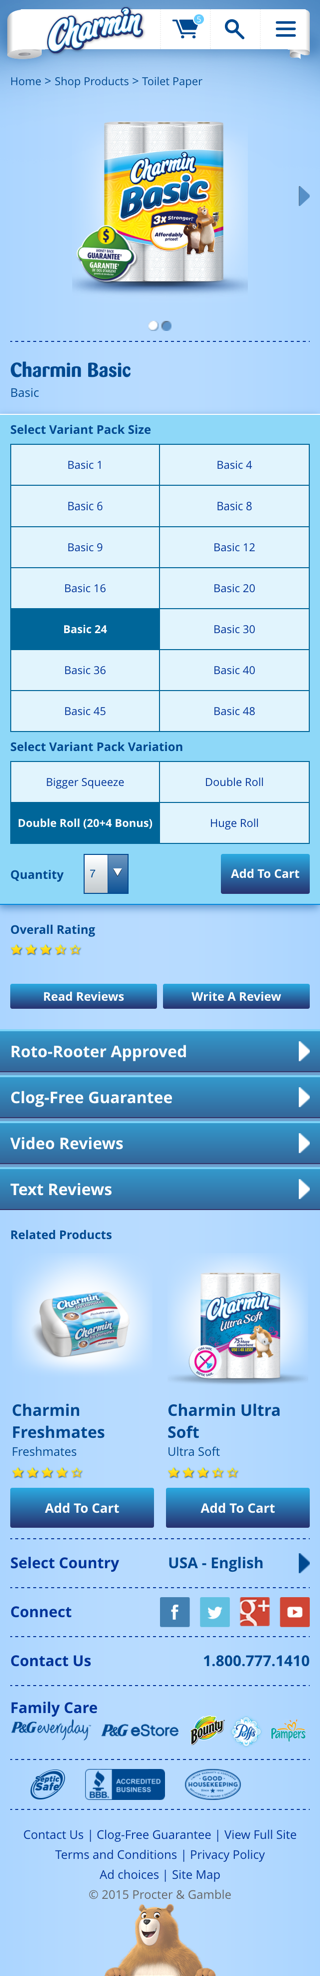 Charmin
5
Home > Shop Products > Toilet Paper
Charmin
Basic
3x Stronger*
Affordably
priced!
$
GUARANTEE
GARANTIE
Charmin Basic
Basic
Select Variant Pack Size
Basic 1
Basic 4
Basic 6
Basic 8
Basic 9
Basic 12
Basic 16
Basic 20
Basic 24
Basic 30
Basic 36
Basic 40
Basic 45
Basic 48
Select Variant Pack Variation
Bigger Squeeze
Double Roll
Double Roll (20+4 Bonus)
Huge Roll
Quantity
7
Add To Cart
Overall Rating
Read Reviews
Write A Review
Roto-Rooter Approved
Clog-Free Guarantee
Video Reviews
Text Reviews
Related Products
Charmin
Charmin
Charmin
Ultra Soft
Charmin
Freshmates
Freshmates
Charmin Ultra
Soft
Ultra Soft
Add To Cart
Add To Cart
Select Country
USA - English
Connect
f
g+
Contact Us
1.800.777.1410
Family Care
P&G everyday
P&G eStore
Bounty
Puffs
Pampers
Septic
Safe
BBB.
ACCREDITED
BUSINESS
GOOD
HOUSEKEEPING
Contact Us | Clog-Free Guarantee | View Full Site
Terms and Conditions | Privacy Policy
Ad choices | Site Map
© 2015 Procter & Gamble